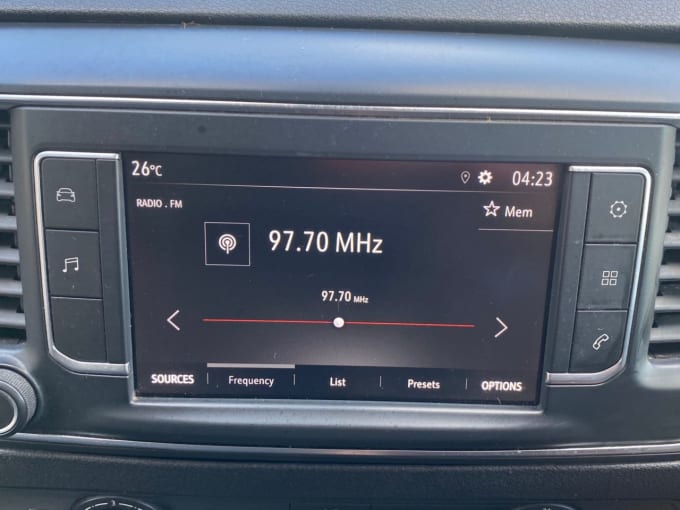 26°C 04:23
RADIO . FM
Mem
97.70 MHz
97.70 MHz
SOURCES Frequency List Presets OPTIONS